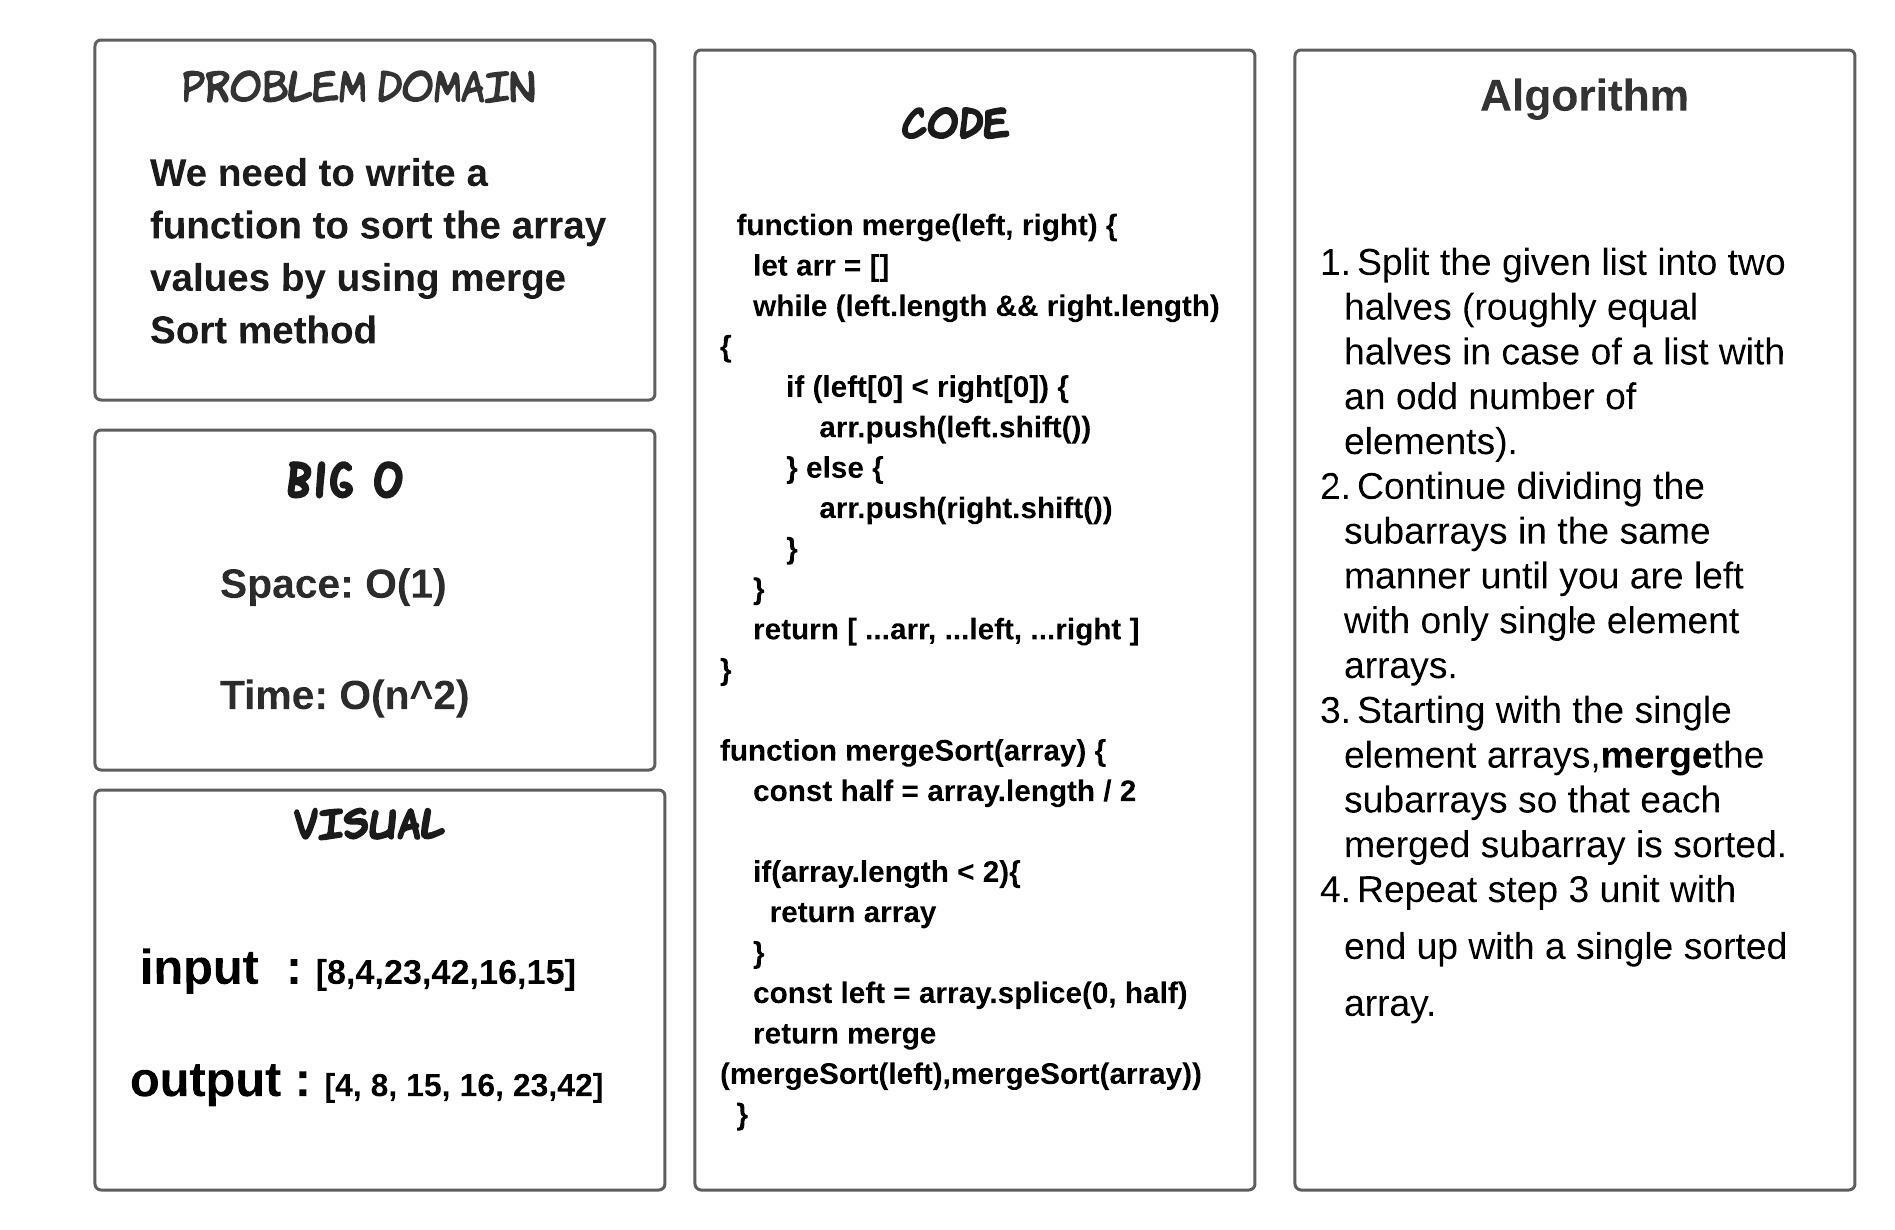 PROBLEM DOMAIN
We need to write a
function to sort the array
values by using merge
Sort method
BIG O
Space: O(1)
Time: O(n^2)
VISUAL
input : [8,4,23,42,16,15]
output : [4, 8, 15, 16, 23,42]
CODE
function merge(left, right) {
let arr = []
while (left.length && right.length)
{
if (left[0] < right[0]) {
arr.push(left.shift())
} else {
arr.push(right.shift())
}
}
return [ ...arr, ...left, ...right ]
}
function mergeSort(array) {
const half = array.length / 2
if(array.length < 2){
return array
}
const left = array.splice(0, half)
return merge
(mergeSort(left),mergeSort(array))
}
Algorithm
1. Split the given list into two
halves (roughly equal
halves in case of a list with
an odd number of
elements).
2. Continue dividing the
subarrays in the same
manner until you are left
with only single element
arrays.
3. Starting with the single
element arrays,mergethe
subarrays so that each
merged subarray is sorted.
4. Repeat step 3 unit with
end up with a single sorted
array.